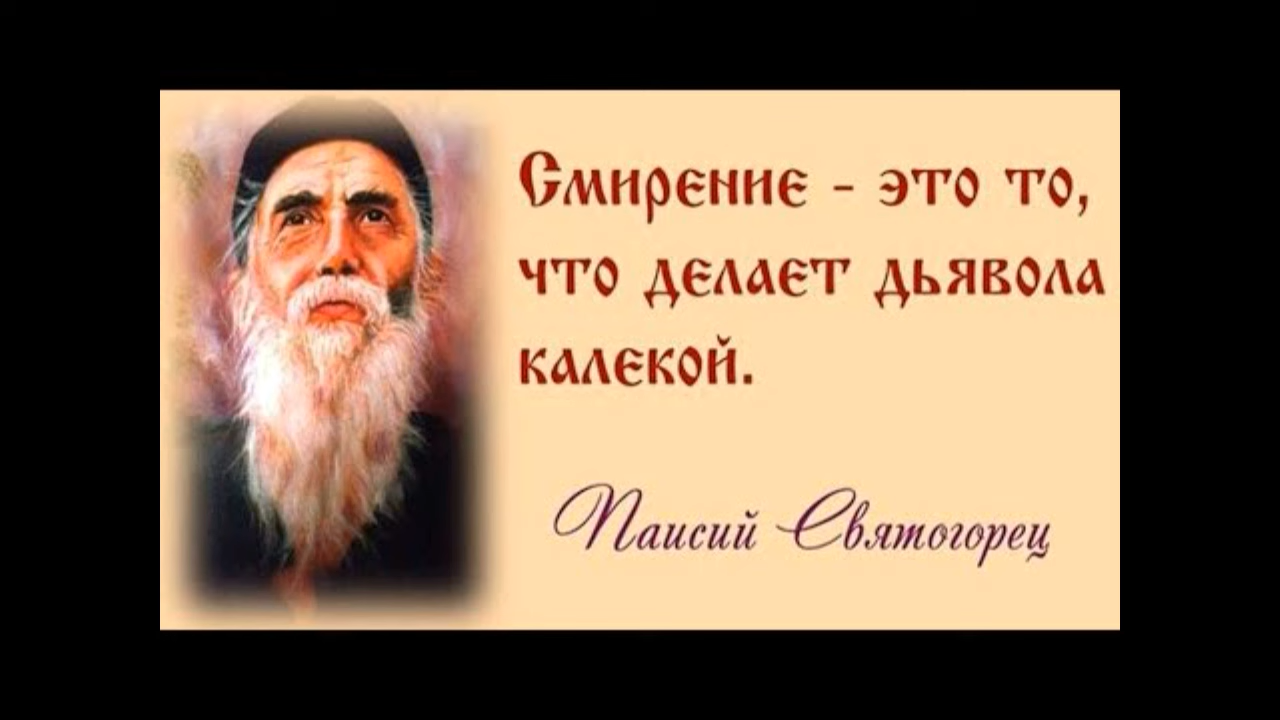 Смирение - это то,
что делает дьявола
калекой.
Паисий Святогорец